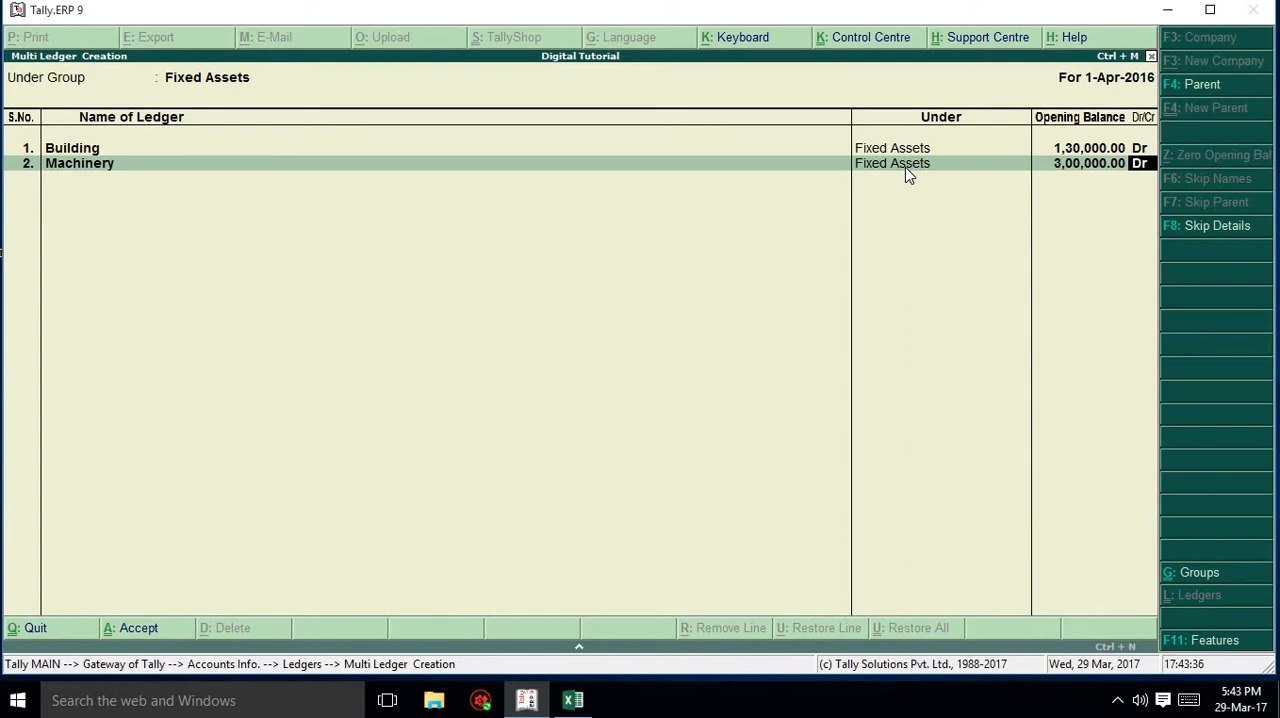 Tally.ERP 9
P: Print E: Export M: E-Mail O: Upload S: TallyShop G: Language K: Keyboard K: Control Centre H: Support Centre H: Help
Multi Ledger Creation Digital Tutorial Ctrl + M
Under Group : Fixed Assets For 1-Apr-2016
S.No. Name of Ledger Under Opening Balance Dr/Cr
1. Building Fixed Assets 1,30,000.00 Dr
2. Machinery Fixed Assets 3,00,000.00 Dr
F3: Company
F3: New Company
F4: Parent
F4: New Parent
Z: Zero Opening Bal
F6: Skip Names
F7: Skip Parent
F8: Skip Details
G: Groups
L: Ledgers
F11: Features
Q: Quit A: Accept D: Delete R: Remove Line U: Restore Line U: Restore All
Ctrl + N
Tally MAIN --> Gateway of Tally --> Accounts Info. --> Ledgers --> Multi Ledger Creation (c) Tally Solutions Pvt. Ltd., 1988-2017 Wed, 29 Mar, 2017 17:43:36
Search the web and Windows
5:43 PM
29-Mar-17